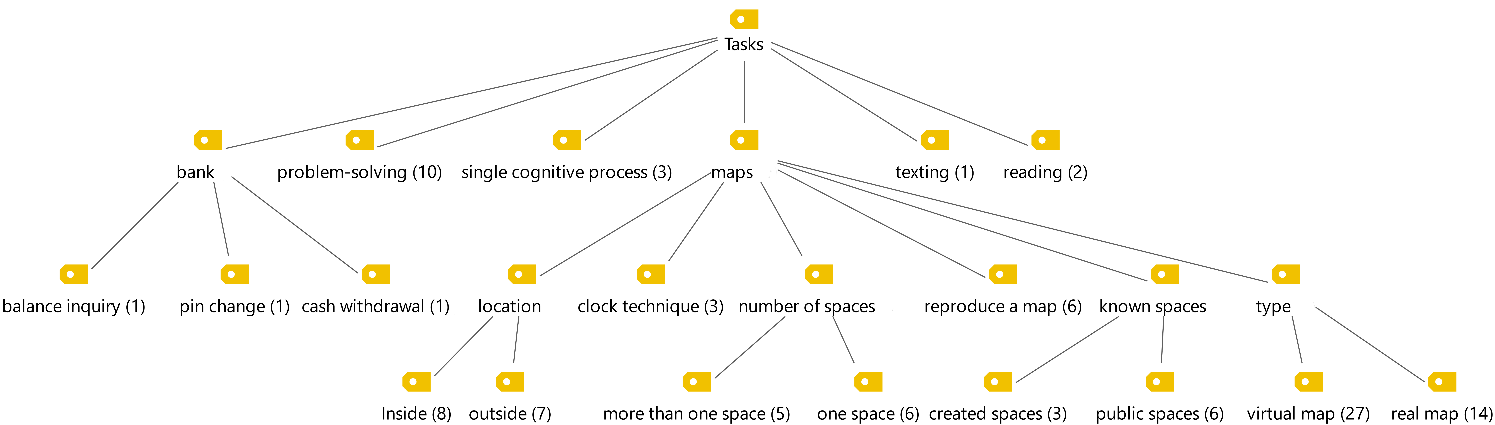 Tasks
bank
problem-solving (10)
single cognitive process (3)
maps
texting (1)
reading (2)
balance inquiry (1)
pin change (1)
cash withdrawal (1)
location
clock technique (3)
number of spaces
reproduce a map (6)
known spaces
type
Inside (8)
outside (7)
more than one space (5)
one space (6)
created spaces (3)
public spaces (6)
virtual map (27)
real map (14)